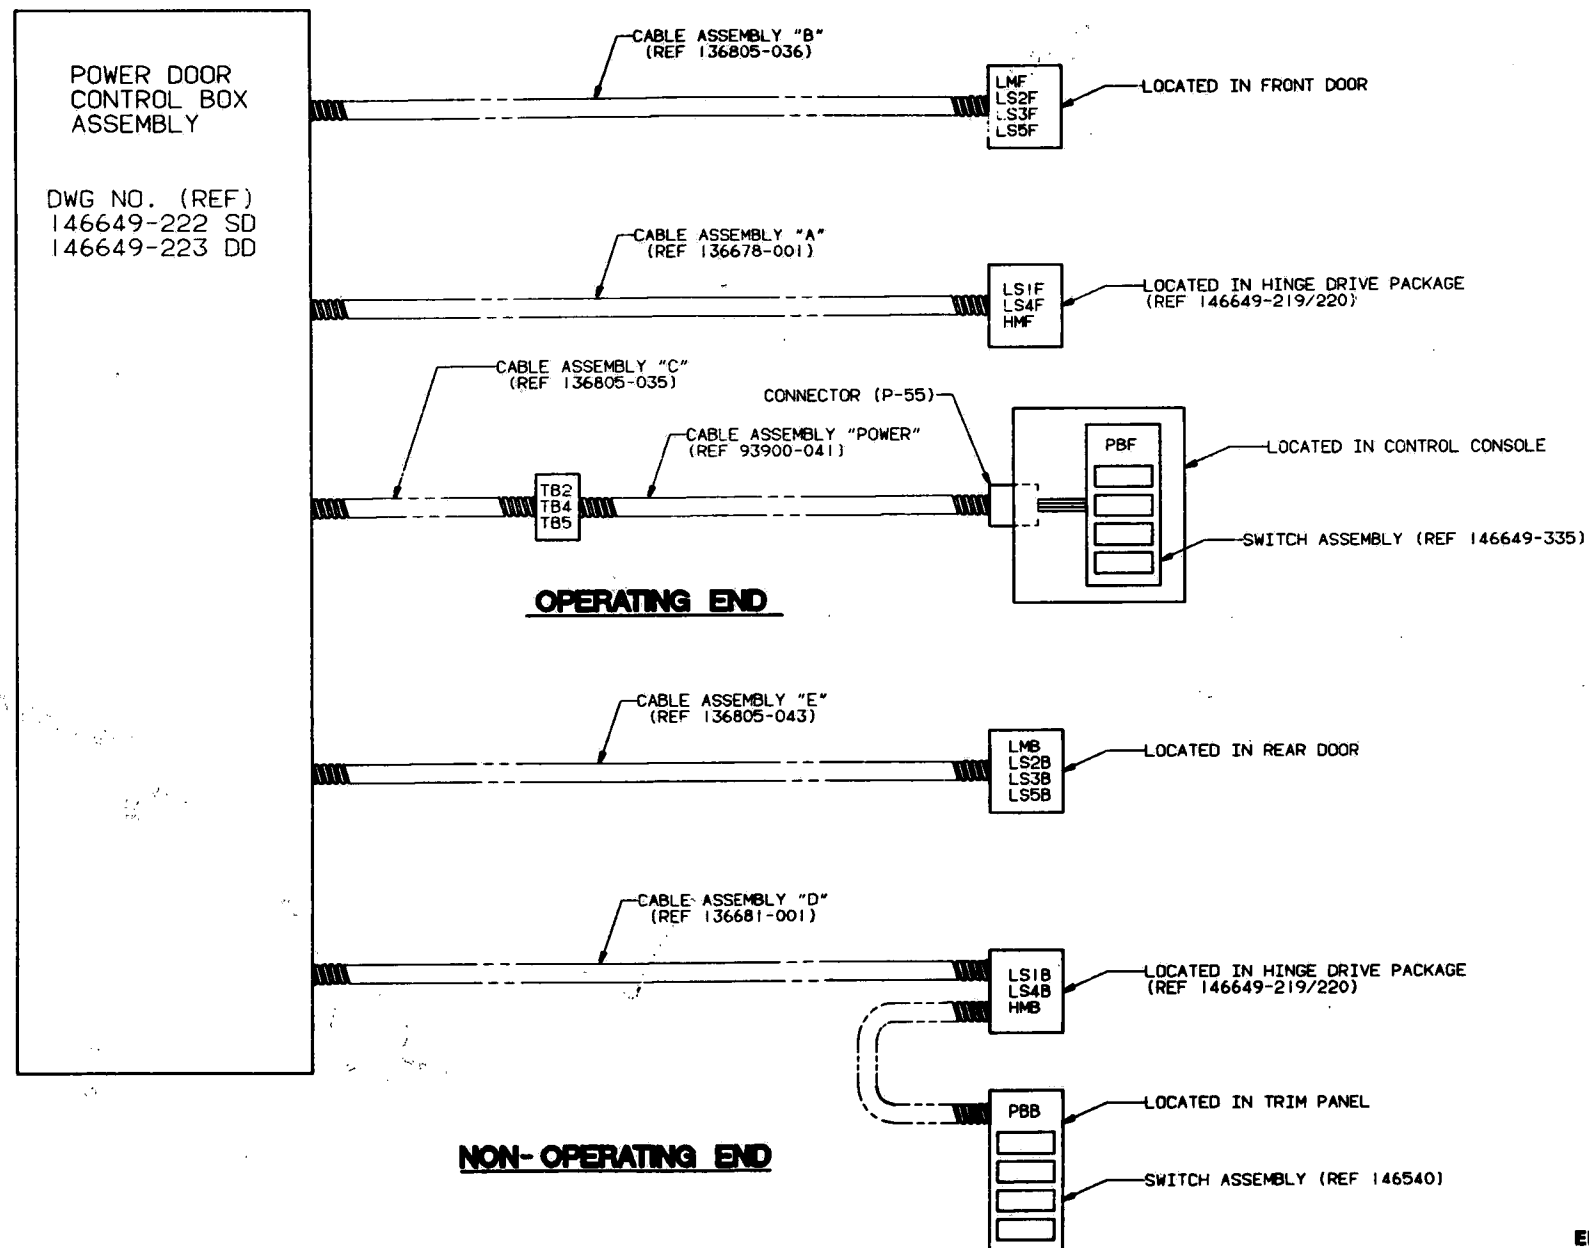 POWER DOOR
CONTROL BOX
ASSEMBLY
DWG NO. (REF)
146649-222 SD
146649-223 DD
CABLE ASSEMBLY "B"
(REF 136805-036)
LMF
LS2F
LS3F
LS5F
LOCATED IN FRONT DOOR
CABLE ASSEMBLY "A"
(REF 136678-001)
LS1F
LS4F
HMF
LOCATED IN HINGE DRIVE PACKAGE
(REF 146649-219/220)
CABLE ASSEMBLY "C"
(REF 136805-035)
CONNECTOR (P-55)
CABLE ASSEMBLY "POWER"
(REF 93900-041)
TB2
TB4
TB5
PBF
LOCATED IN CONTROL CONSOLE
SWITCH ASSEMBLY (REF 146649-335)
OPERATING END
CABLE ASSEMBLY "E"
(REF 136805-043)
LMB
LS2B
LS3B
LS5B
LOCATED IN REAR DOOR
CABLE ASSEMBLY "D"
(REF 136681-001)
LS1B
LS4B
HMB
LOCATED IN HINGE DRIVE PACKAGE
(REF 146649-219/220)
PBB
LOCATED IN TRIM PANEL
SWITCH ASSEMBLY (REF 146540)
NON-OPERATING END